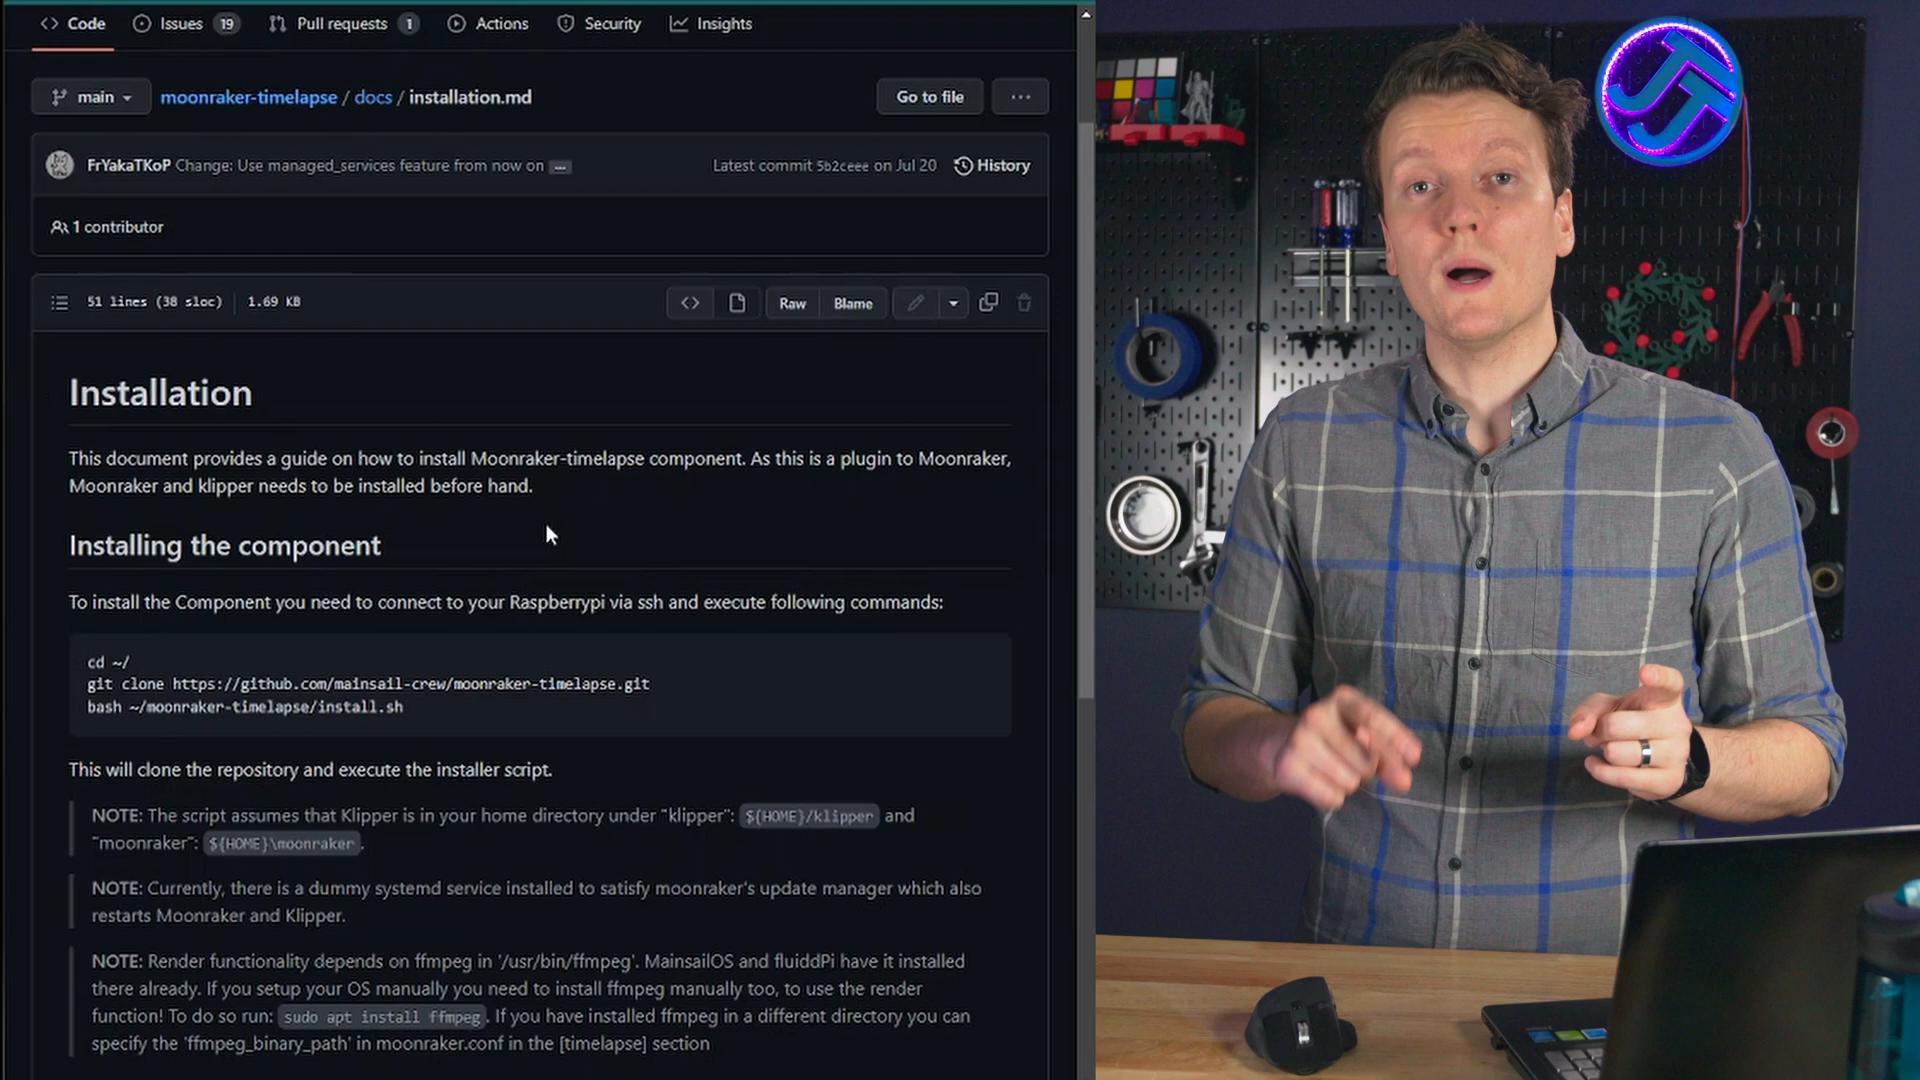 Code Issues 19 Pull requests 1 Actions Security Insights
main moonraker-timelapse / docs / installation.md Go to file ...
FrYakaTKoP Change: Use managed_services feature from now on ... Latest commit 5b2ceee on Jul 20 History
1 contributor
51 lines (38 sloc) 1.69 KB Raw Blame
Installation
This document provides a guide on how to install Moonraker-timelapse component. As this is a plugin to Moonraker,
Moonraker and klipper needs to be installed before hand.
Installing the component
To install the Component you need to connect to your Raspberrypi via ssh and execute following commands:
cd ~/
git clone https://github.com/mainsail-crew/moonraker-timelapse.git
bash ~/moonraker-timelapse/install.sh
This will clone the repository and execute the installer script.
NOTE: The script assumes that Klipper is in your home directory under "klipper": ${HOME}/klipper and
"moonraker": ${HOME}\moonraker.
NOTE: Currently, there is a dummy systemd service installed to satisfy moonraker's update manager which also
restarts Moonraker and Klipper.
NOTE: Render functionality depends on ffmpeg in '/usr/bin/ffmpeg'. MainsailOS and fluiddPi have it installed
there already. If you setup your OS manually you need to install ffmpeg manually too, to use the render
function! To do so run: sudo apt install ffmpeg. If you have installed ffmpeg in a different directory you can
specify the 'ffmpeg_binary_path' in moonraker.conf in the [timelapse] section